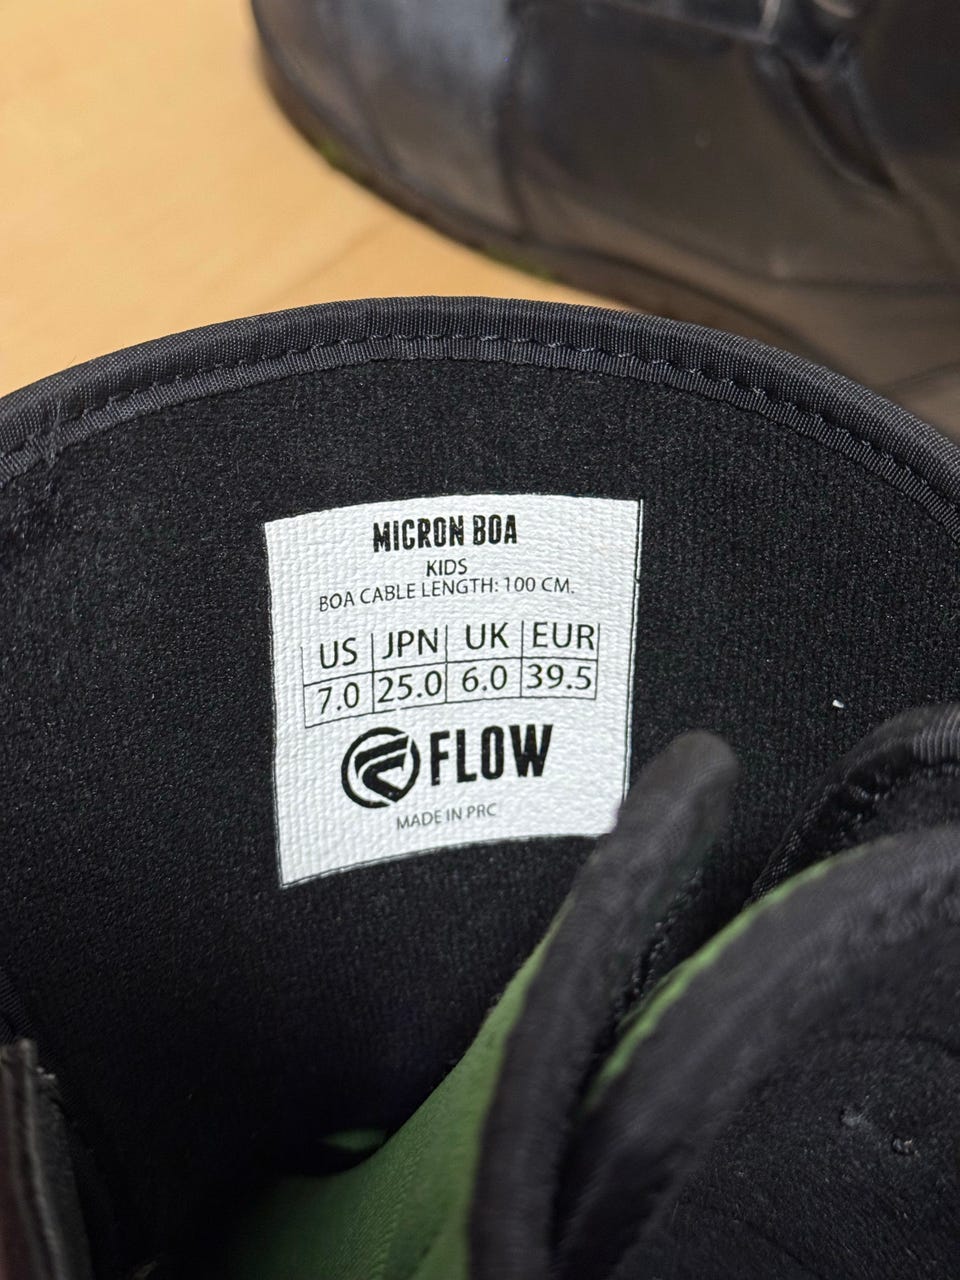 MICRON BOA
KIDS
BOA CABLE LENGTH: 100 CM.
US JPN UK EUR
7.0 25.0 6.0 39.5
FLOW
MADE IN PRC